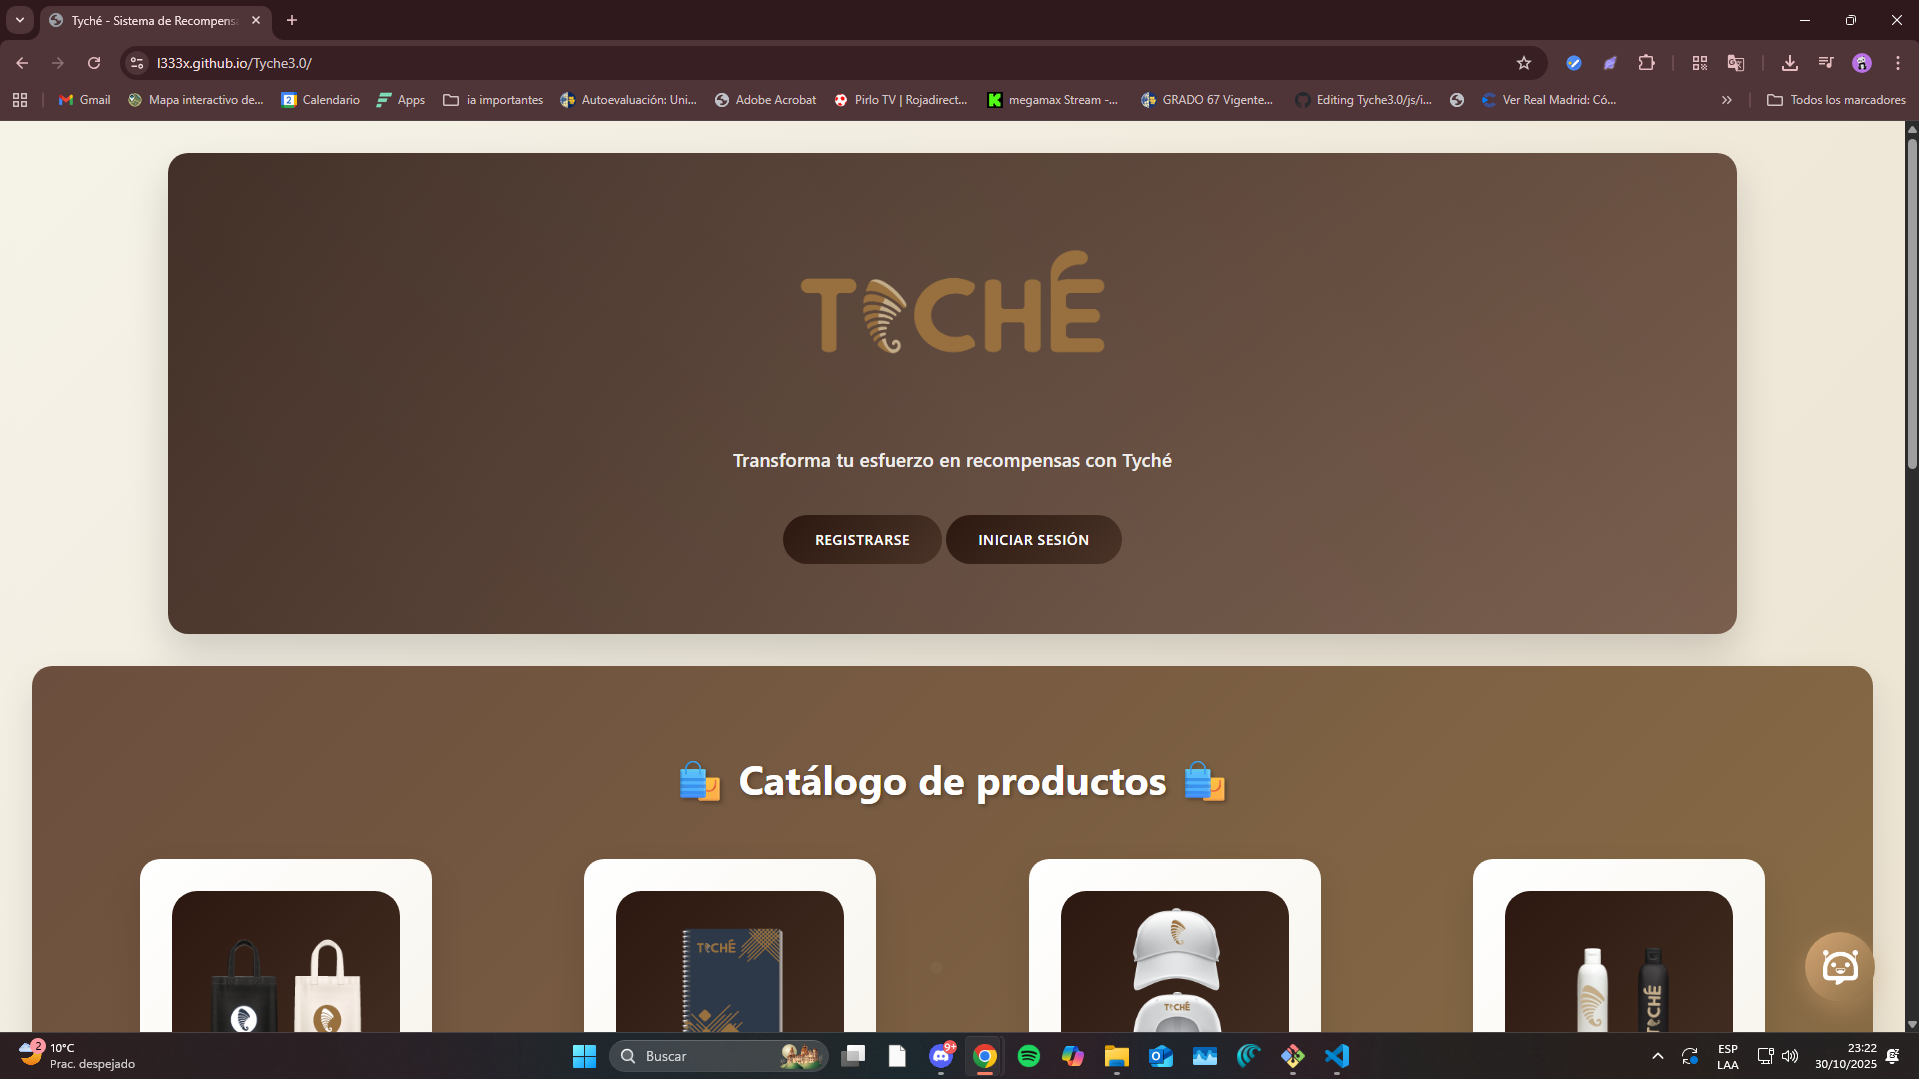 Tyché - Sistema de Recompens
l333x.github.io/Tyche3.0/
Gmail
Mapa interactivo de...
2
Calendario
Apps
ia importantes
Autoevaluación: Uni...
Adobe Acrobat
Pirlo TV | Rojadirect...
K
megamax Stream -...
GRADO 67 Vigente...
Editing Tyche3.0/js/i...
Ver Real Madrid: Có...
Todos los marcadores
TYCHÉ
Transforma tu esfuerzo en recompensas con Tyché
REGISTRARSE
INICIAR SESIÓN
Catálogo de productos
TYCHÉ
TYCHÉ
TYCHÉ
2
10°C
Prac. despejado
Buscar
9+
ESP
LAA
23:22
30/10/2025